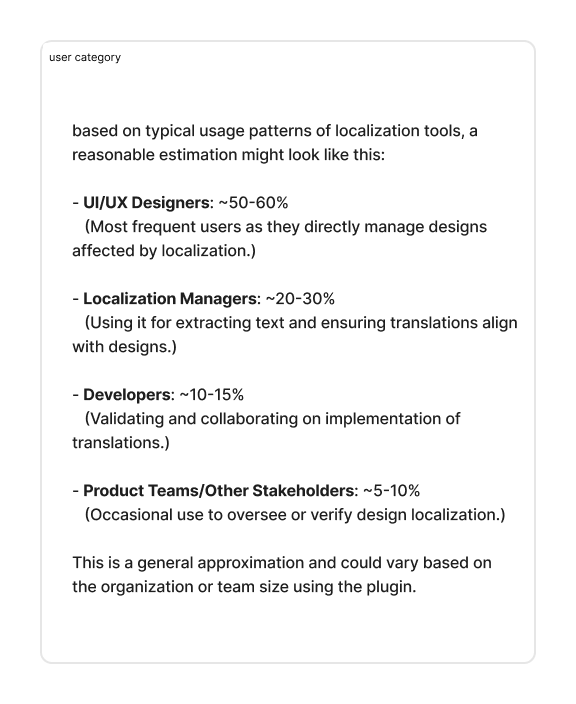 user category
based on typical usage patterns of localization tools, a
reasonable estimation might look like this:
- UI/UX Designers: ~50-60%
(Most frequent users as they directly manage designs
affected by localization.)
- Localization Managers: ~20-30%
(Using it for extracting text and ensuring translations align
with designs.)
- Developers: ~10-15%
(Validating and collaborating on implementation of
translations.)
- Product Teams/Other Stakeholders: ~5-10%
(Occasional use to oversee or verify design localization.)
This is a general approximation and could vary based on
the organization or team size using the plugin.